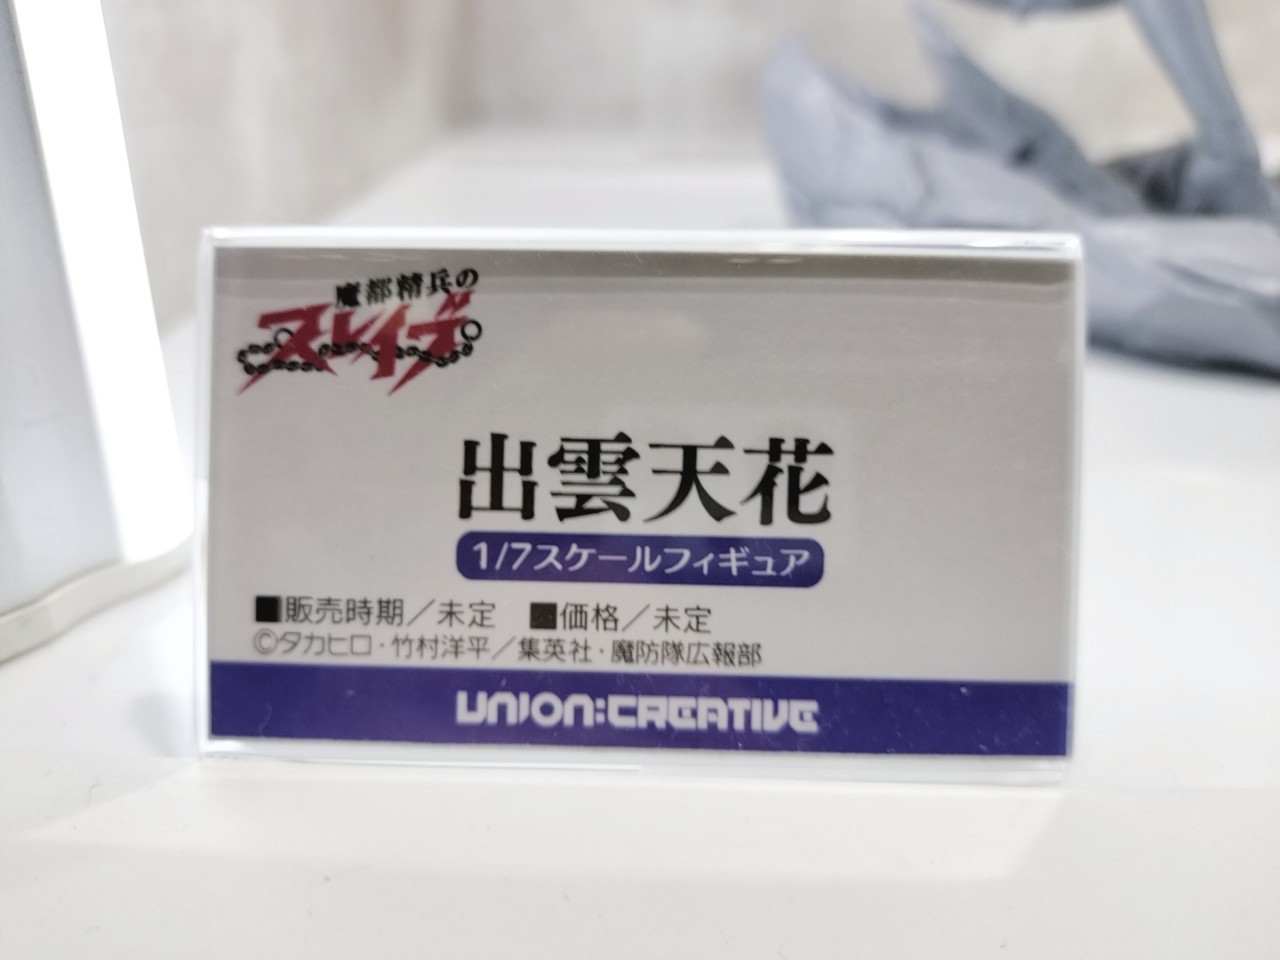 魔都精兵の
スレイブ
出雲天花
1/7スケールフィギュア
■販売時期／未定 ■価格／未定
©タカヒロ・竹村洋平／集英社・魔防隊広報部
UNION:CREATIVE